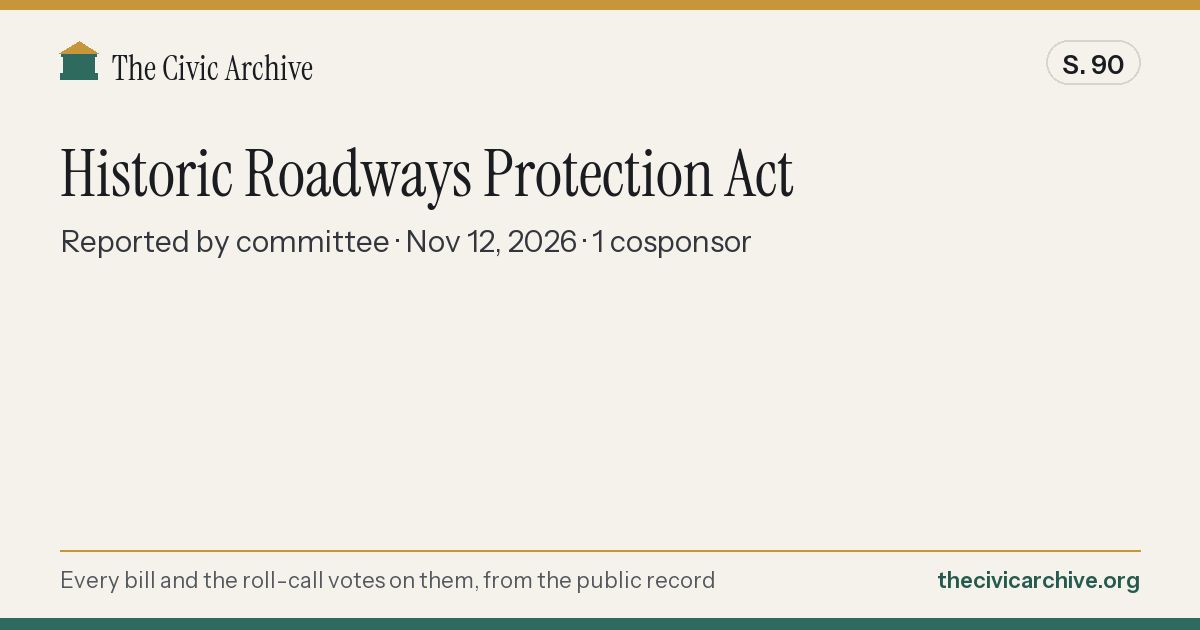 The Civic Archive
S. 90
Historic Roadways Protection Act
Reported by committee · Nov 12, 2026 · 1 cosponsor
Every bill and the roll-call votes on them, from the public record
thecivicarchive.org